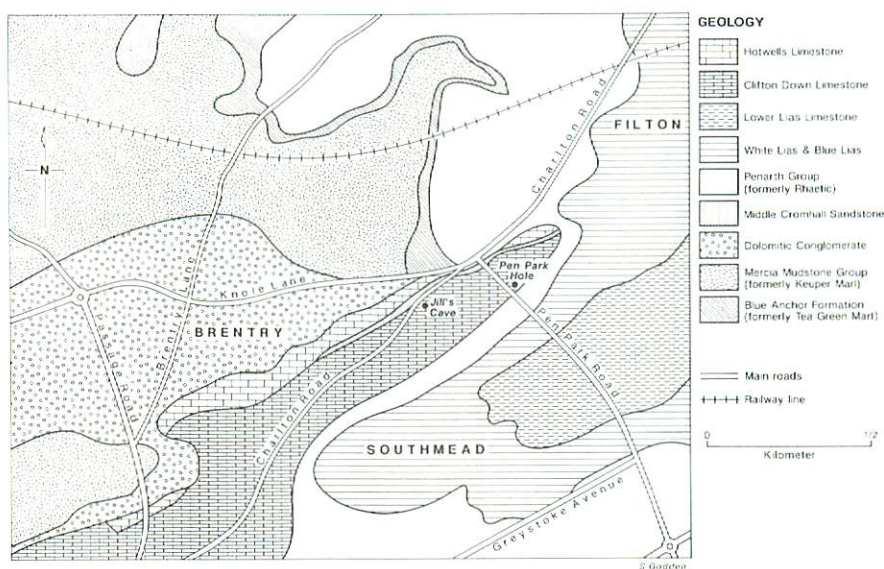 GEOLOGY
Hotwells Limestone
Clifton Down Limestone
Lower Lias Limestone
White Lias & Blue Lias
Penarth Group
(formerly Rhaetic)
Middle Cromhall Sandstone
Dolomitic Conglomerate
Mercia Mudstone Group
(formerly Keuper Marl)
Blue Anchor Formation
(formerly Tea Green Marl)
Main roads
Railway line
0 1/2
Kilometer
N
FILTON
Charlton Road
Pen Park
Hole
Knole Lane
Jill's
Cave
Brentry Lane
BRENTRY
Passage Road
Pen Park Road
Charlton Road
SOUTHMEAD
Greystoke Avenue